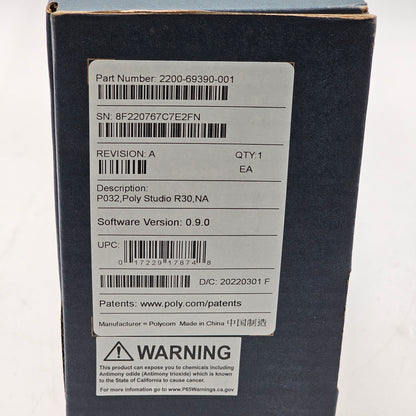 Part Number: 2200-69390-001
SN: 8F220767C7E2FN
REVISION: A QTY:1
EA
Description:
P032,Poly Studio R30,NA
Software Version: 0.9.0
UPC:
0 17229 17874 8
D/C: 20220301 F
Patents: www.poly.com/patents
Manufacturer = Polycom Made in China 中国制造
WARNING
This product can expose you to chemicals including
Antimony odide (Antimony trioxide) which is known
to the State of California to cause cancer.
For more infomation go to www.P65Warnings.ca.gov